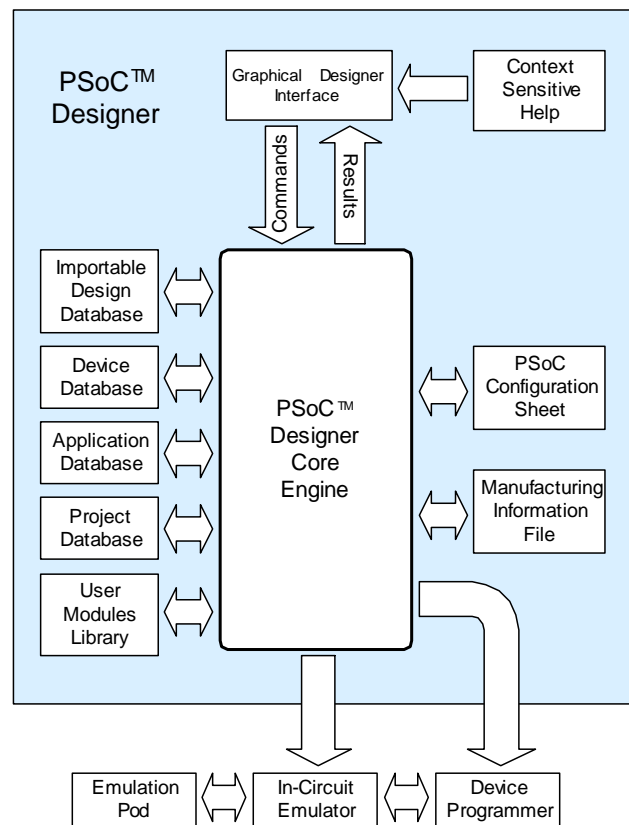 PSoC™
Designer
Graphical Designer
Interface
Context
Sensitive
Help
Commands
Results
Importable
Design
Database
Device
Database
Application
Database
Project
Database
User
Modules
Library
PSoC™
Designer
Core
Engine
PSoC
Configuration
Sheet
Manufacturing
Information
File
Emulation
Pod
In-Circuit
Emulator
Device
Programmer